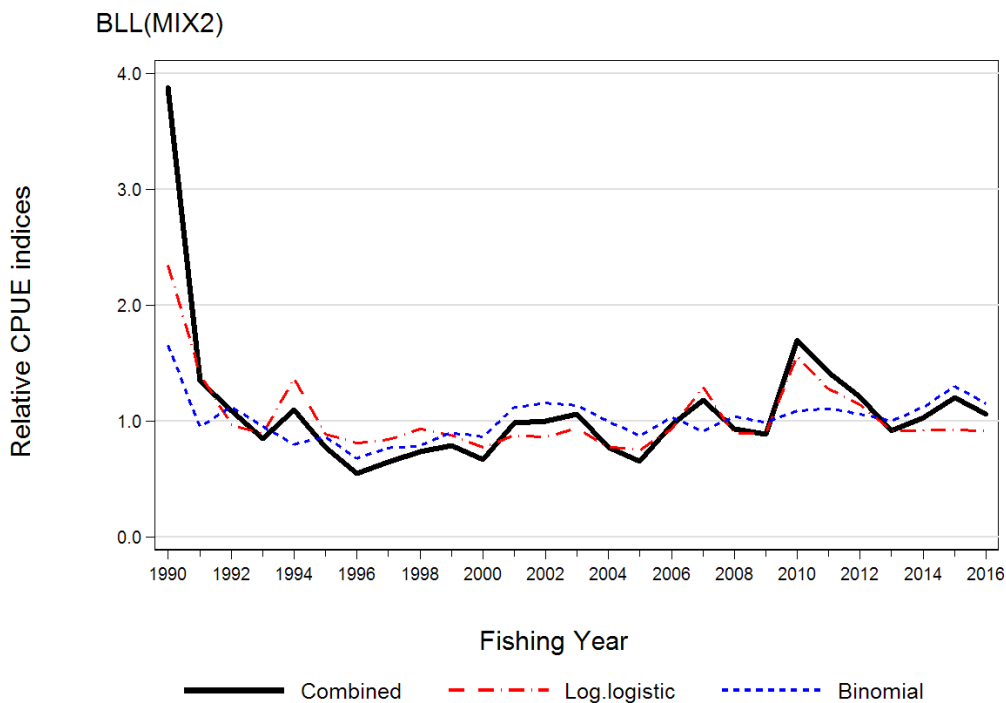 BLL(MIX2)
Relative CPUE indices
4.0
3.0
2.0
1.0
0.0
1990 1992 1994 1996 1998 2000 2002 2004 2006 2008 2010 2012 2014 2016
Fishing Year
Combined Log.logistic Binomial